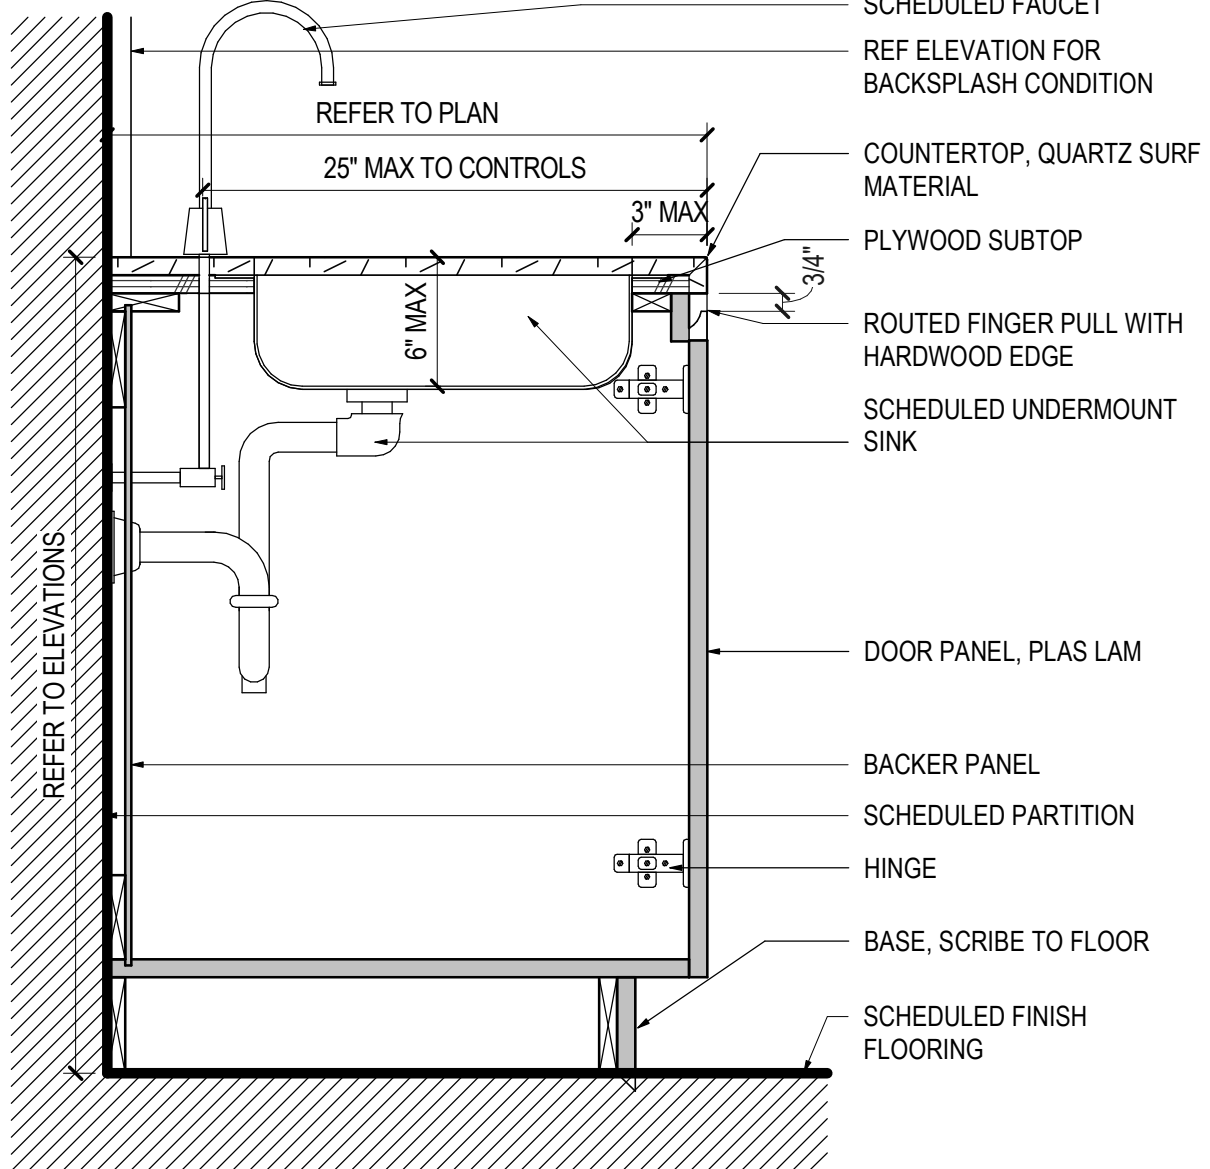 SCHEDULED FAUCET
REF ELEVATION FOR
BACKSPLASH CONDITION
REFER TO PLAN
25" MAX TO CONTROLS
3" MAX
COUNTERTOP, QUARTZ SURF
MATERIAL
PLYWOOD SUBTOP
3/4"
6" MAX
ROUTED FINGER PULL WITH
HARDWOOD EDGE
SCHEDULED UNDERMOUNT
SINK
REFER TO ELEVATIONS
DOOR PANEL, PLAS LAM
BACKER PANEL
SCHEDULED PARTITION
HINGE
BASE, SCRIBE TO FLOOR
SCHEDULED FINISH
FLOORING